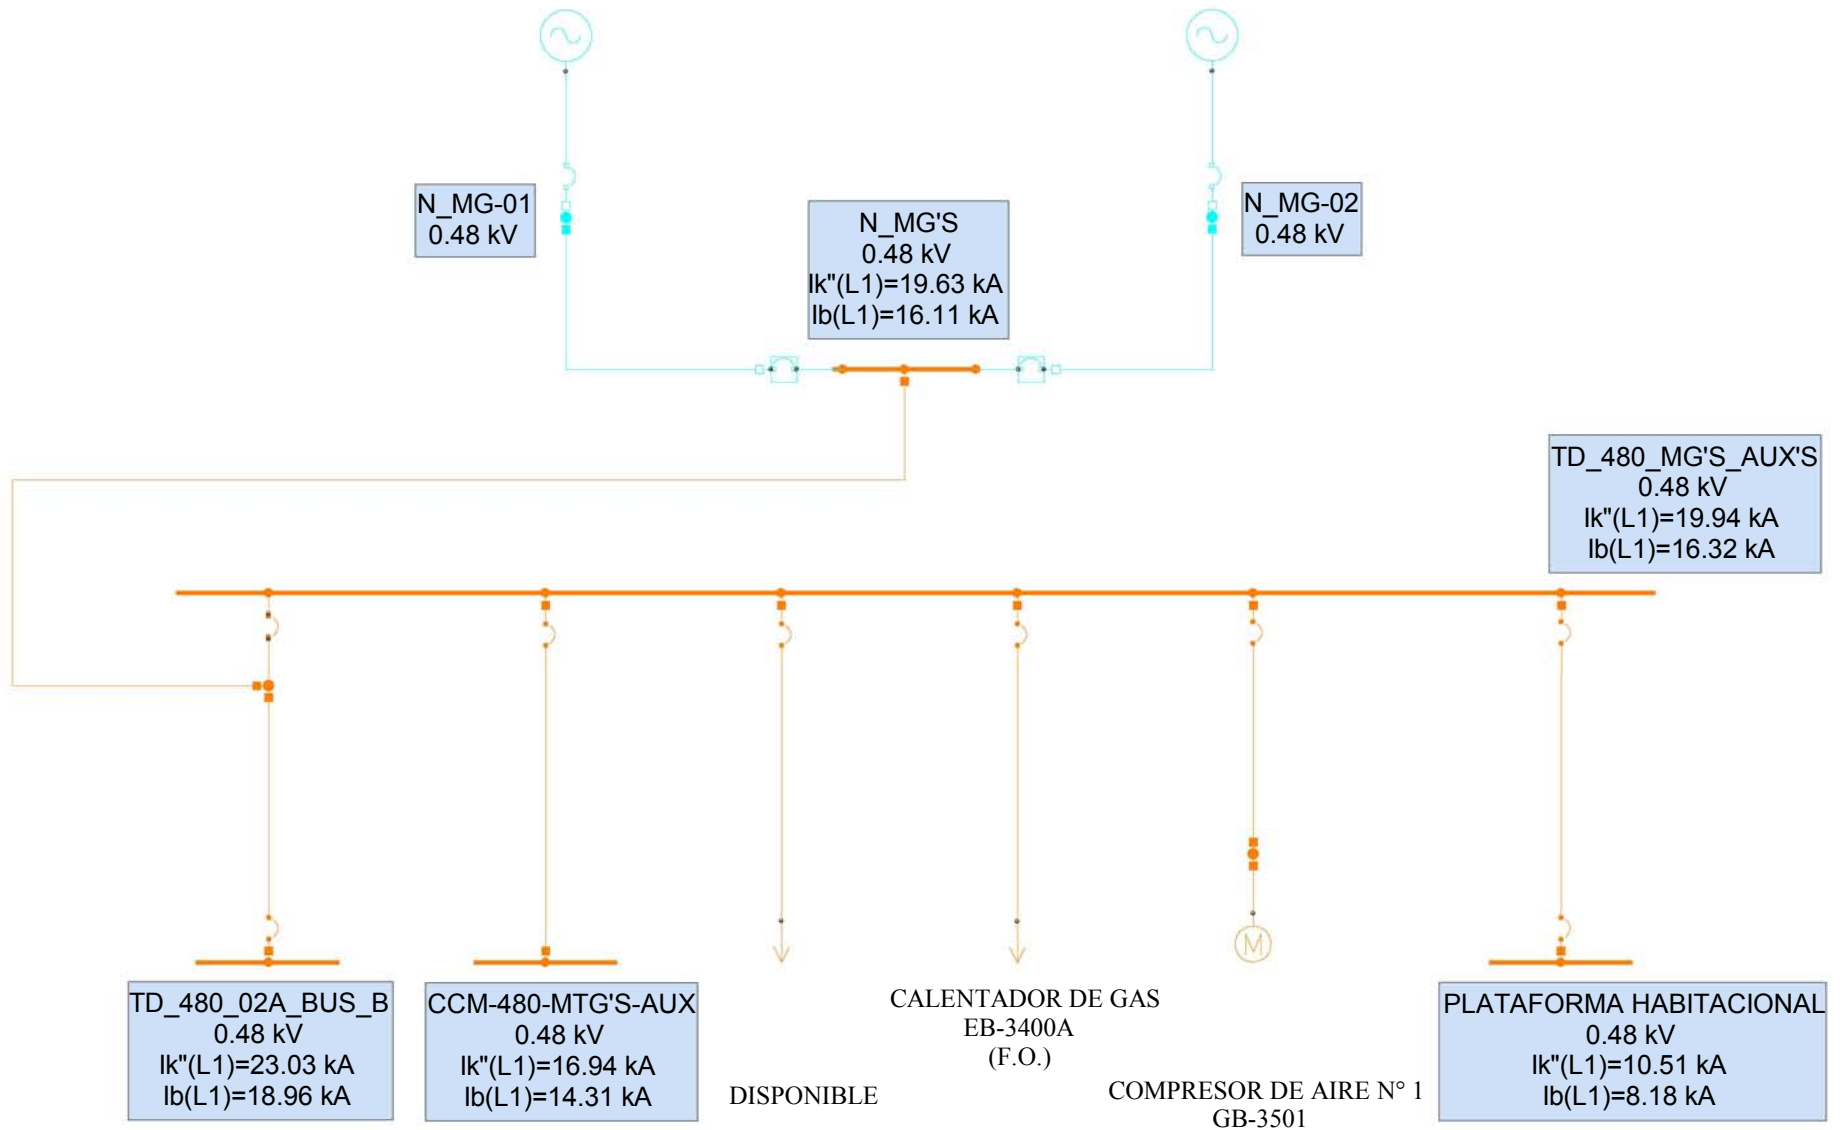 N_MG-01
0.48 kV
N_MG'S
0.48 kV
Ik"(L1)=19.63 kA
Ib(L1)=16.11 kA
N_MG-02
0.48 kV
TD_480_MG'S_AUX'S
0.48 kV
Ik"(L1)=19.94 kA
Ib(L1)=16.32 kA
M
TD_480_02A_BUS_B
0.48 kV
Ik"(L1)=23.03 kA
Ib(L1)=18.96 kA
CCM-480-MTG'S-AUX
0.48 kV
Ik"(L1)=16.94 kA
Ib(L1)=14.31 kA
DISPONIBLE
CALENTADOR DE GAS
EB-3400A
(F.O.)
COMPRESOR DE AIRE N° 1
GB-3501
PLATAFORMA HABITACIONAL
0.48 kV
Ik"(L1)=10.51 kA
Ib(L1)=8.18 kA